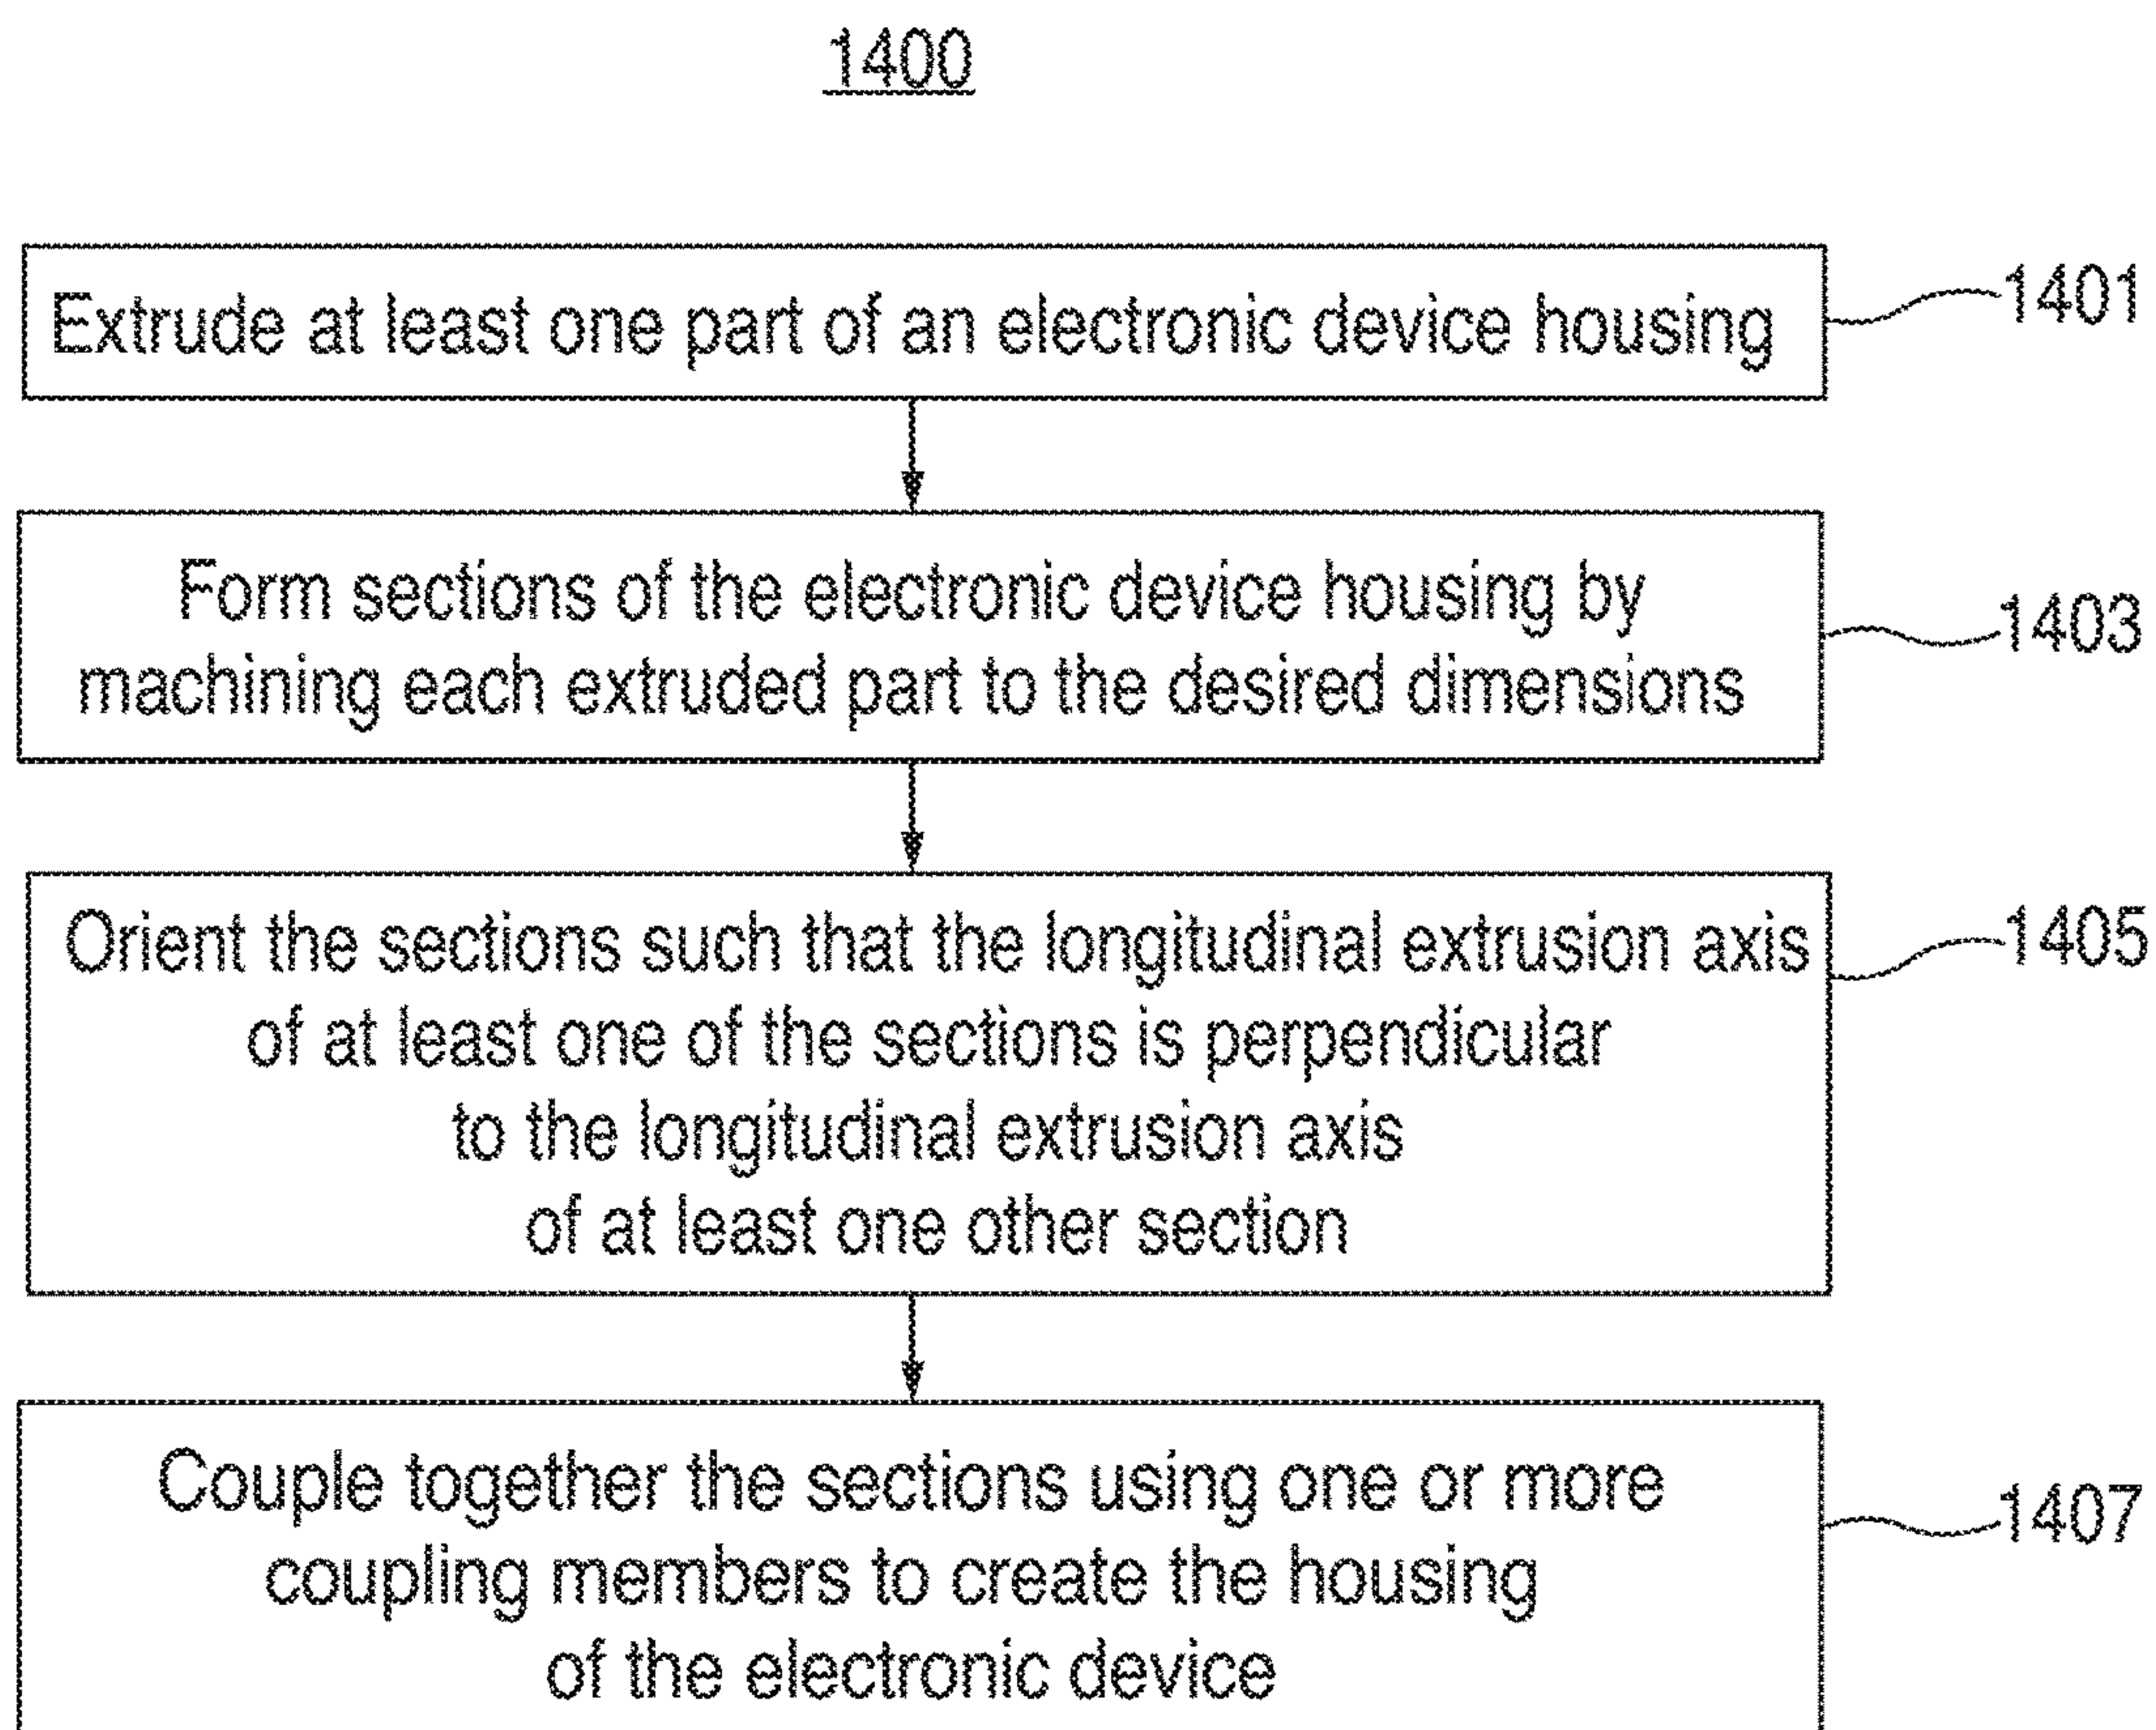 1400
Extrude at least one part of an electronic device housing
1401
Form sections of the electronic device housing by
machining each extruded part to the desired dimensions
1403
Orient the sections such that the longitudinal extrusion axis
of at least one of the sections is perpendicular
to the longitudinal extrusion axis
of at least one other section
1405
Couple together the sections using one or more
coupling members to create the housing
of the electronic device
1407